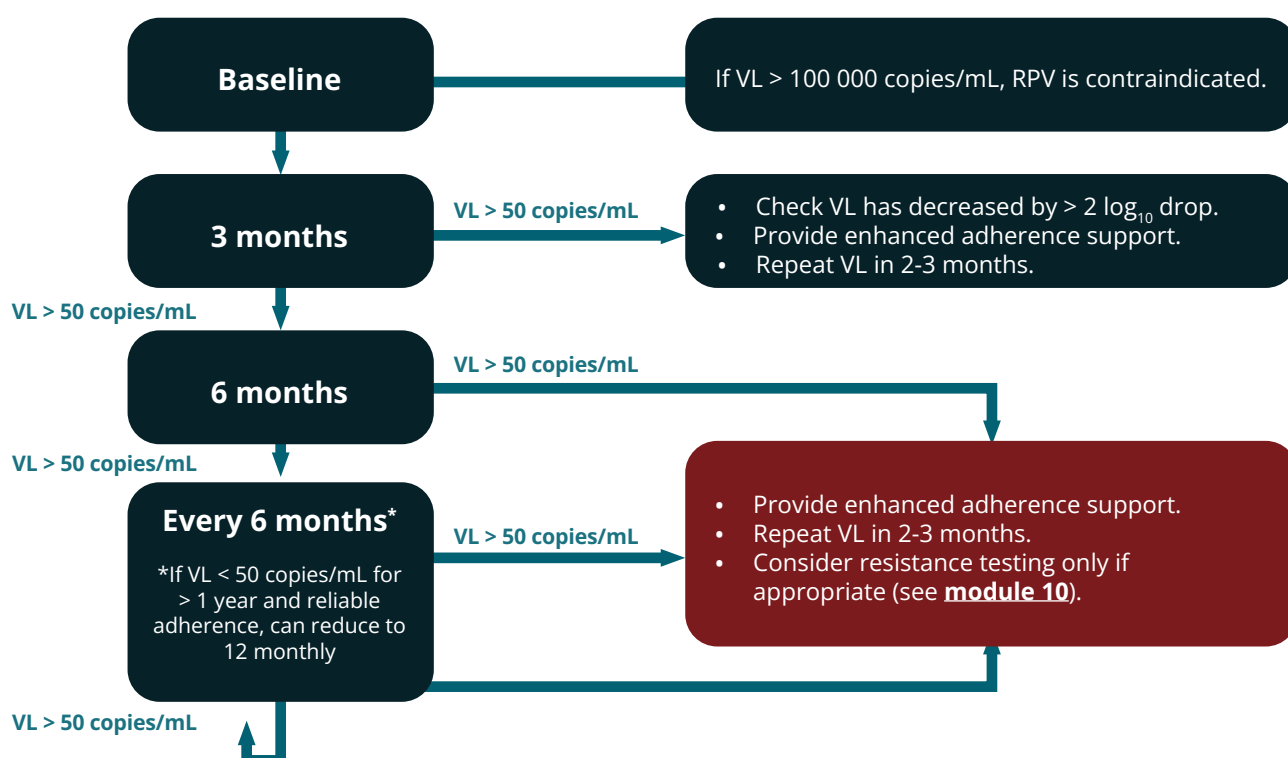 Baseline
If VL > 100 000 copies/mL, RPV is contraindicated.
3 months
VL > 50 copies/mL
• Check VL has decreased by > 2 log₁₀ drop.
• Provide enhanced adherence support.
• Repeat VL in 2-3 months.
VL > 50 copies/mL
6 months
VL > 50 copies/mL
VL > 50 copies/mL
Every 6 months*
*If VL < 50 copies/mL for
> 1 year and reliable
adherence, can reduce to
12 monthly
VL > 50 copies/mL
• Provide enhanced adherence support.
• Repeat VL in 2-3 months.
• Consider resistance testing only if
appropriate (see module 10).
VL > 50 copies/mL